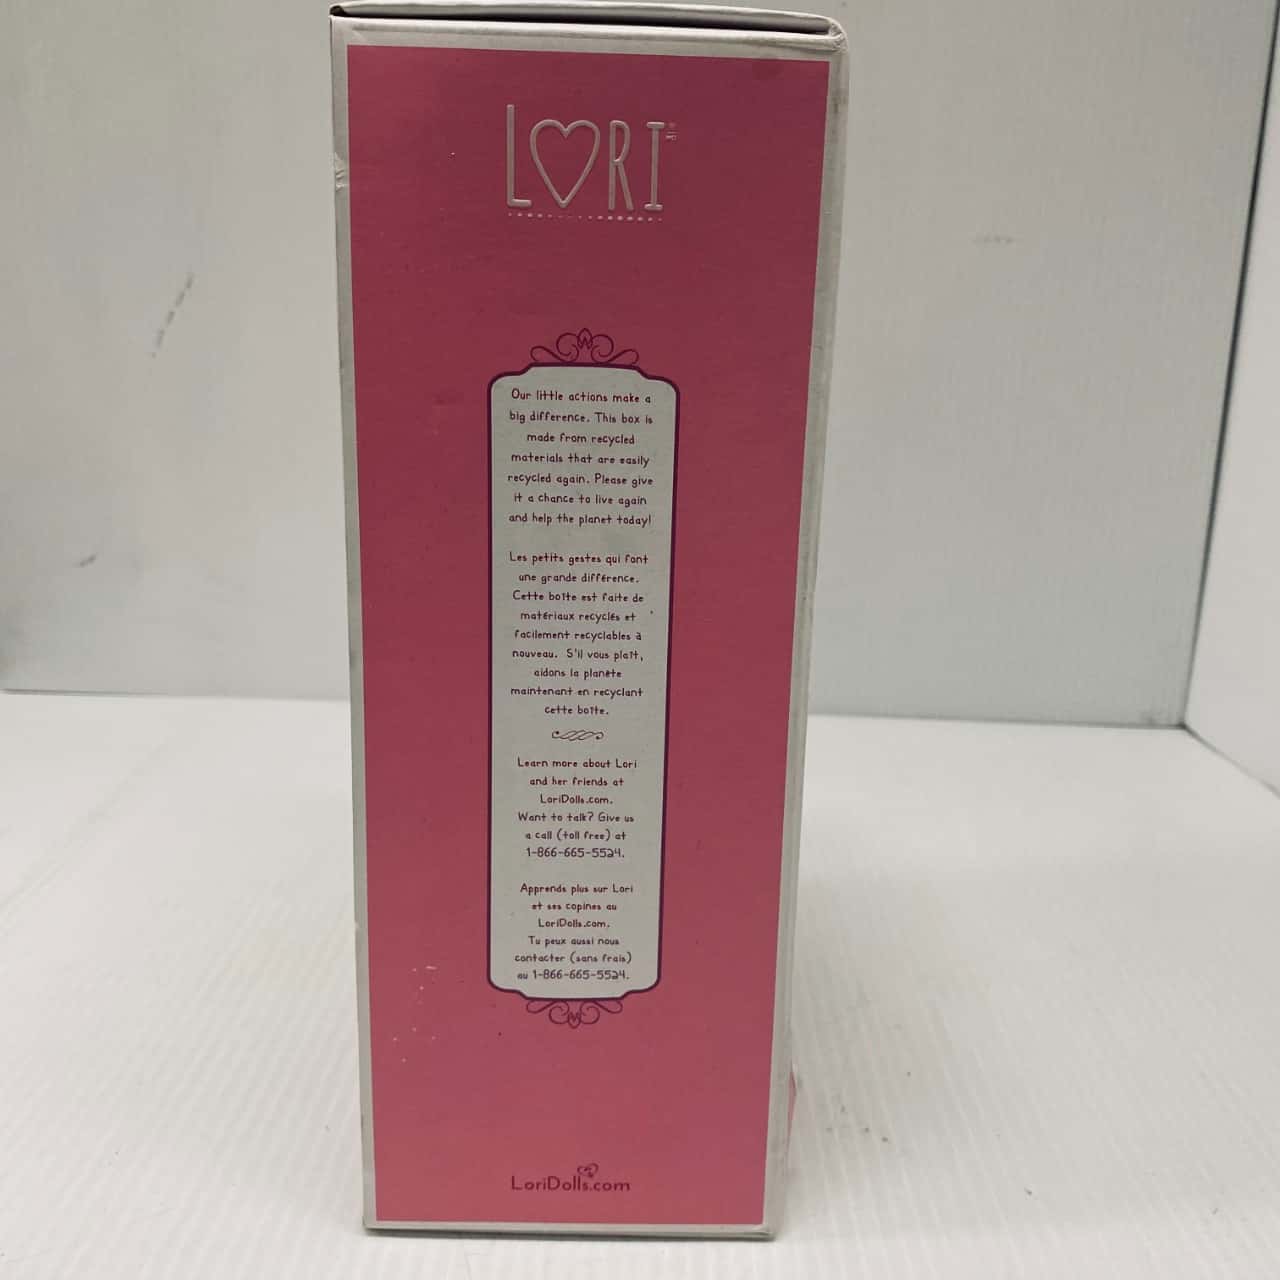 LORI
Our little actions make a
big difference. This box is
made from recycled
materials that are easily
recycled again. Please give
it a chance to live again
and help the planet today!
Les petits gestes qui font
une grande différence.
Cette boîte est faite de
matériaux recyclés et
facilement recyclables à
nouveau. S'il vous plaît,
aidons la planète
maintenant en recyclant
cette boîte.
Learn more about Lori
and her friends at
LoriDolls.com.
Want to talk? Give us
a call (toll free) at
1-866-665-5524.
Apprends plus sur Lori
et ses copines au
LoriDolls.com.
Tu peux aussi nous
contacter (sans frais)
au 1-866-665-5524.
LoriDolls.com